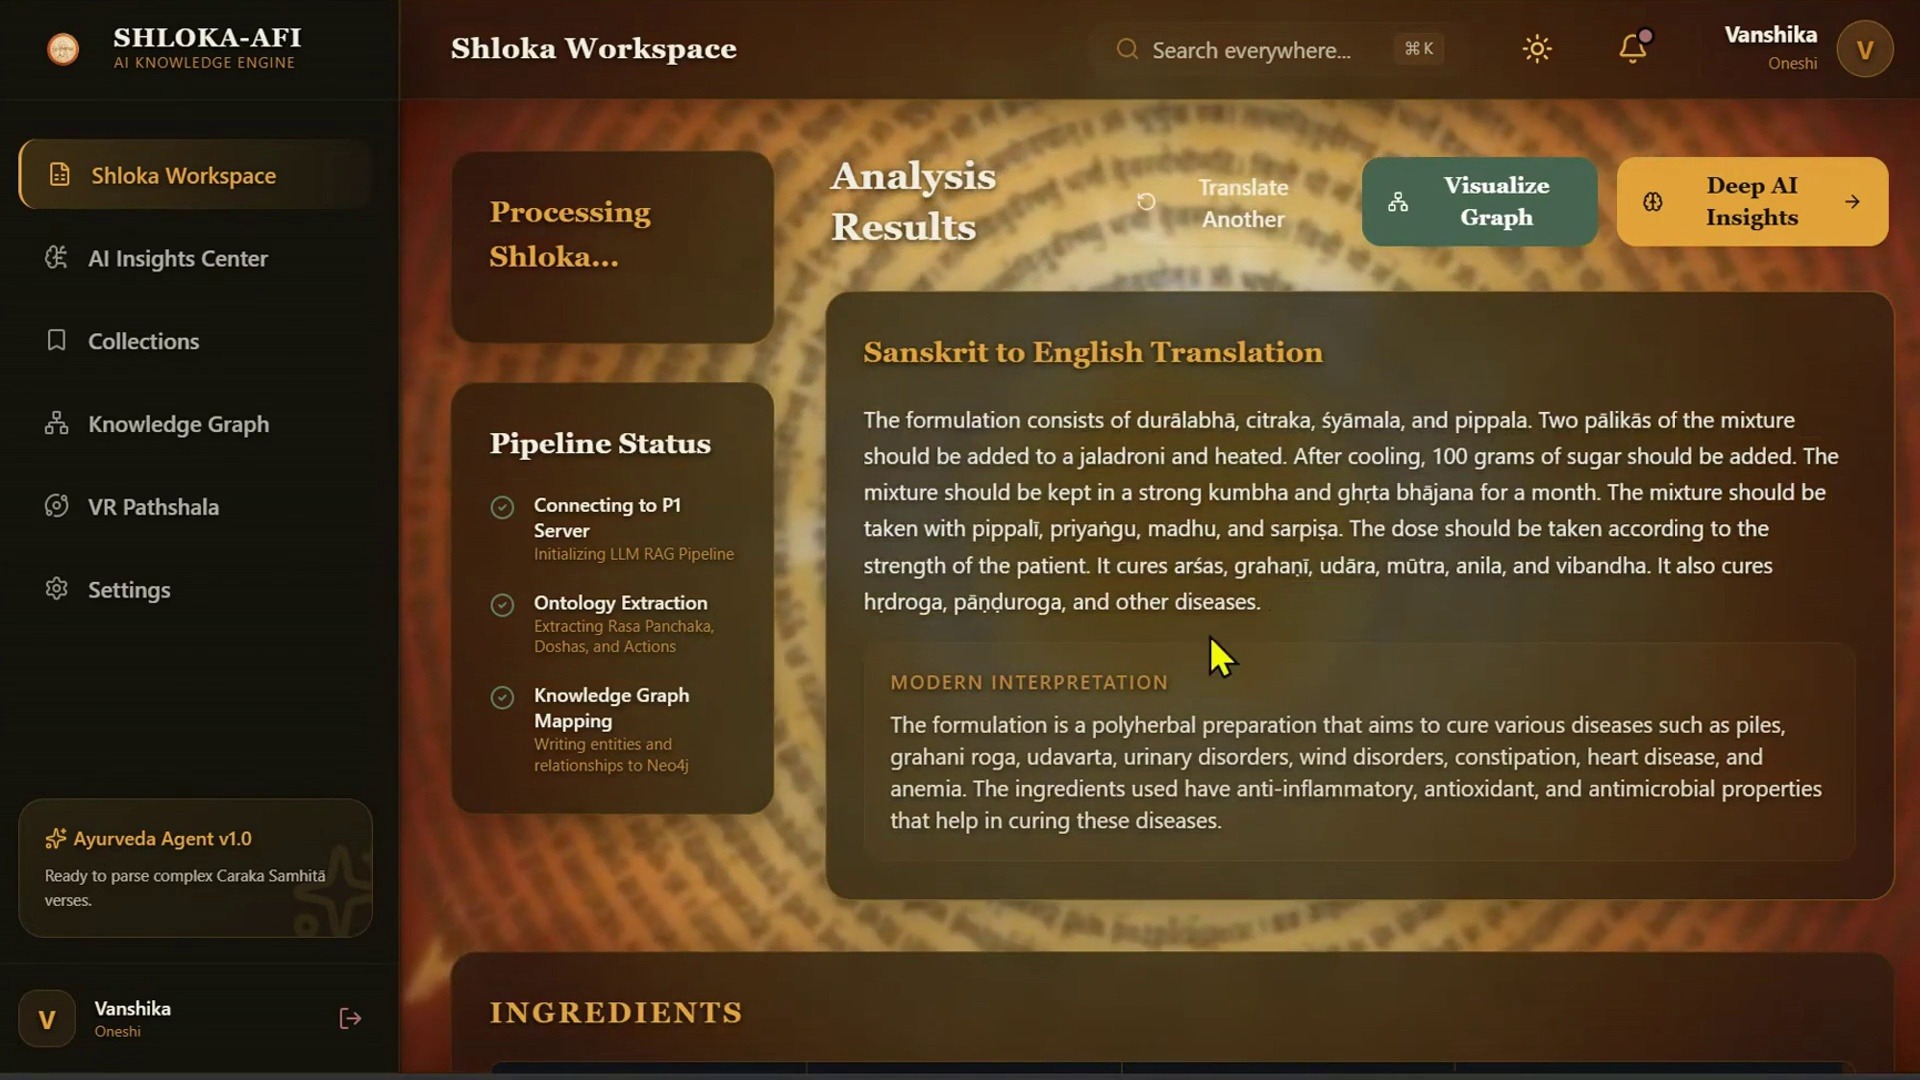 SHLOKA-AFI
AI KNOWLEDGE ENGINE
Shloka Workspace
AI Insights Center
Collections
Knowledge Graph
VR Pathshala
Settings
Ayurveda Agent v1.0
Ready to parse complex Caraka Saṃhitā
verses.
V
Vanshika
Oneshi
Shloka Workspace
Search everywhere...
⌘K
Vanshika
Oneshi
V
Processing
Shloka...
Pipeline Status
Connecting to P1
Server
Initializing LLM RAG Pipeline
Ontology Extraction
Extracting Rasa Panchaka,
Doshas, and Actions
Knowledge Graph
Mapping
Writing entities and
relationships to Neo4j
Analysis
Results
Translate
Another
Visualize
Graph
Deep AI
Insights
Sanskrit to English Translation
The formulation consists of durālabhā, citraka, śyāmala, and pippala. Two pālikās of the mixture
should be added to a jaladroni and heated. After cooling, 100 grams of sugar should be added. The
mixture should be kept in a strong kumbha and ghṛta bhājana for a month. The mixture should be
taken with pippalī, priyaṅgu, madhu, and sarpiṣa. The dose should be taken according to the
strength of the patient. It cures arśas, grahaṇī, udāra, mūtra, anila, and vibandha. It also cures
hṛdroga, pāṇḍuroga, and other diseases.
MODERN INTERPRETATION
The formulation is a polyherbal preparation that aims to cure various diseases such as piles,
grahani roga, udavarta, urinary disorders, wind disorders, constipation, heart disease, and
anemia. The ingredients used have anti-inflammatory, antioxidant, and antimicrobial properties
that help in curing these diseases.
INGREDIENTS